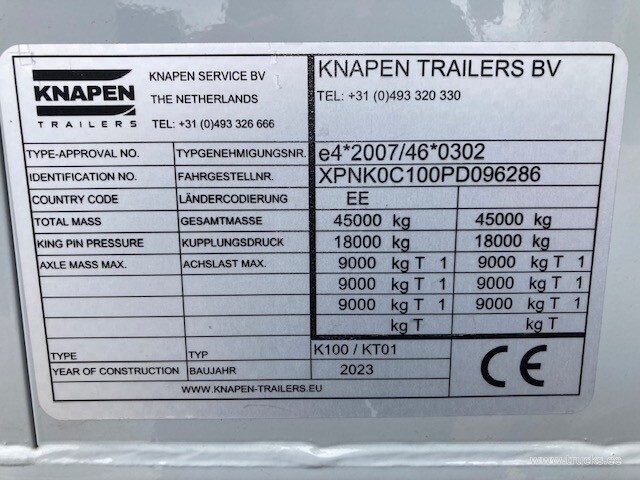 KNAPEN
TRAILERS
KNAPEN SERVICE BV
THE NETHERLANDS
TEL: +31 (0)493 326 666
KNAPEN TRAILERS BV
TEL: +31 (0)493 320 330
TYPE-APPROVAL NO. TYPGENEHMIGUNGSNR. e4*2007/46*0302
IDENTIFICATION NO. FAHRGESTELLNR. XPNK0C100PD096286
COUNTRY CODE LÄNDERCODIERUNG EE
TOTAL MASS GESAMTMASSE 45000 kg 45000 kg
KING PIN PRESSURE KUPPLUNGSDRUCK 18000 kg 18000 kg
AXLE MASS MAX. ACHSLAST MAX. 9000 kg T 1 9000 kg T 1
9000 kg T 1 9000 kg T 1
9000 kg T 1 9000 kg T 1
kg T kg T
TYPE TYP K100 / KT01
YEAR OF CONSTRUCTION BAUJAHR 2023
CE
WWW.KNAPEN-TRAILERS.EU